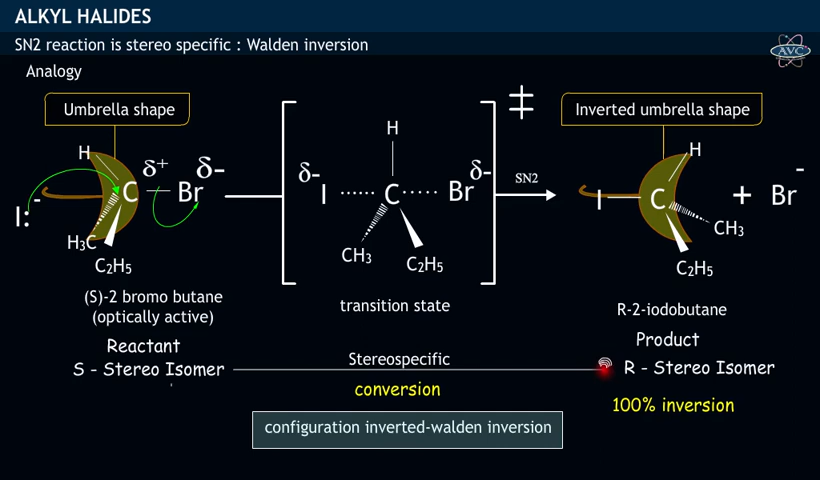 ALKYL HALIDES
SN2 reaction is stereo specific : Walden inversion
AVC
Analogy
Umbrella shape
Inverted umbrella shape
‡
H
H
H
δ+
δ-
δ-
δ-
I:-
C
Br
I
C
Br
SN2
I
C
+
Br-
H₃C
C₂H₅
CH₃
C₂H₅
CH₃
C₂H₅
(S)-2 bromo butane
(optically active)
transition state
R-2-iodobutane
Reactant
Product
S - Stereo Isomer
Stereospecific
R - Stereo Isomer
conversion
100% inversion
configuration inverted-walden inversion